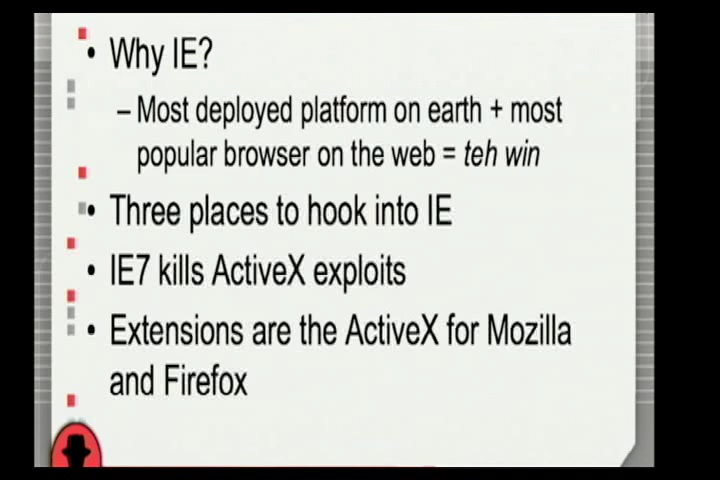 • Why IE?
– Most deployed platform on earth + most
popular browser on the web = teh win
• Three places to hook into IE
• IE7 kills ActiveX exploits
• Extensions are the ActiveX for Mozilla
and Firefox